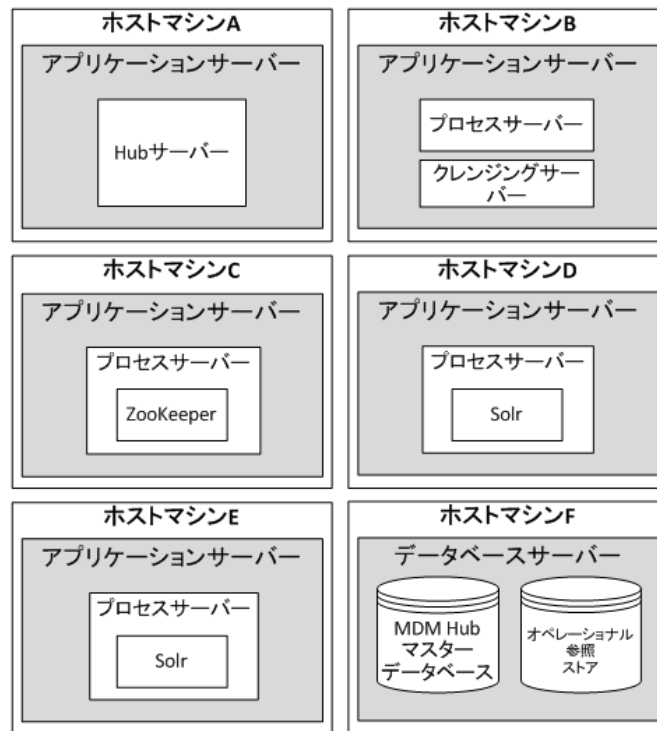 ホストマシンA
アプリケーションサーバー
Hubサーバー
ホストマシンB
アプリケーションサーバー
プロセスサーバー
クレンジングサー
バー
ホストマシンC
アプリケーションサーバー
プロセスサーバー
ZooKeeper
ホストマシンD
アプリケーションサーバー
プロセスサーバー
Solr
ホストマシンE
アプリケーションサーバー
プロセスサーバー
Solr
ホストマシンF
データベースサーバー
MDM Hub
マスター
データベース
オペレーショナル
参照
ストア